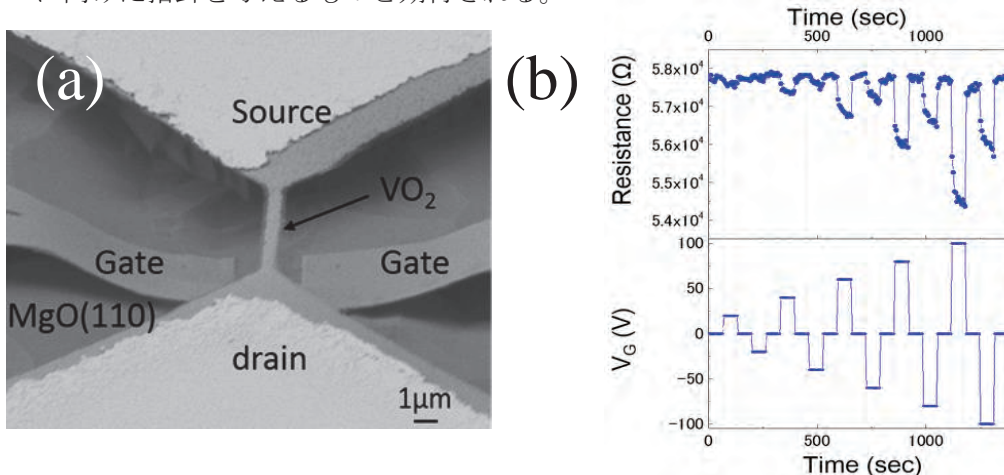 (a)
Source
VO₂
Gate
Gate
MgO(110)
drain
1μm
(b)
Time (sec)
0 500 1000
Resistance (Ω)
5.8x10⁴
5.7x10⁴
5.6x10⁴
5.5x10⁴
5.4x10⁴
V_G (V)
100
50
0
−50
−100
0 500 1000
Time (sec)